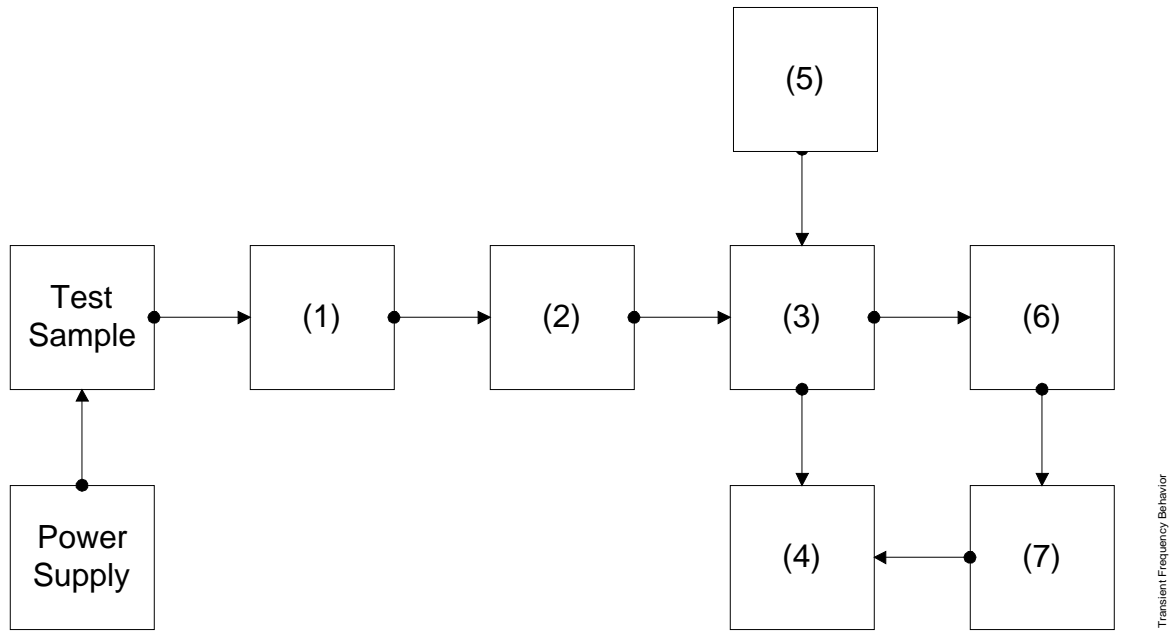 (5)
Test
Sample
(1)
(2)
(3)
(6)
Power
Supply
(4)
(7)
Transient Frequency Behavior